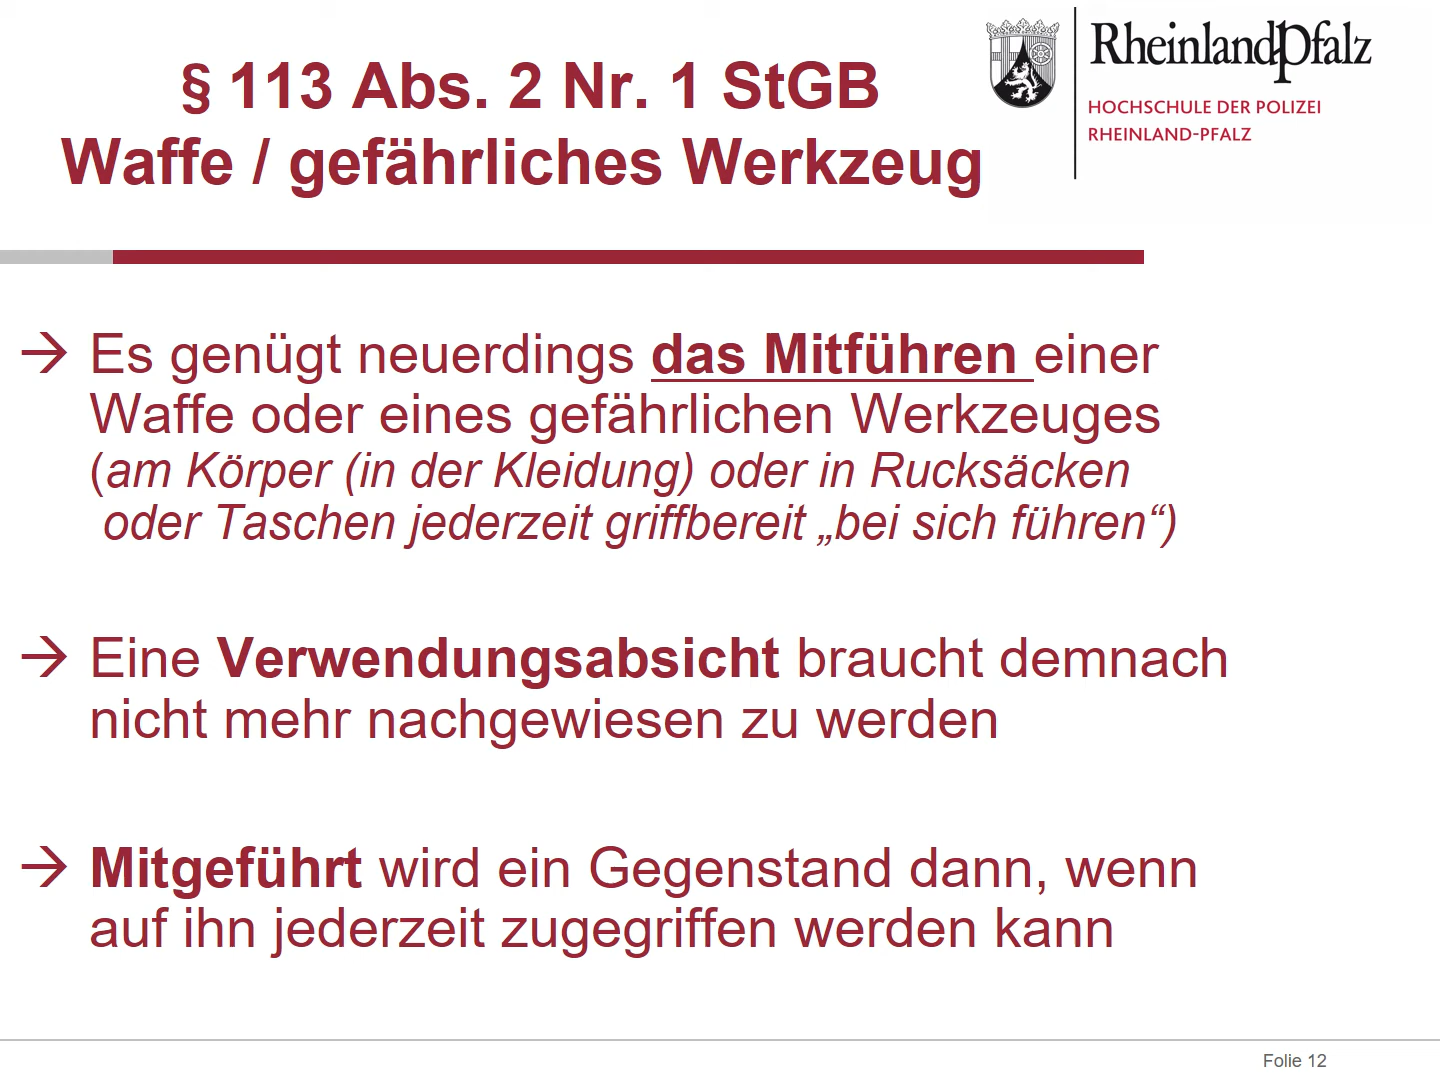 § 113 Abs. 2 Nr. 1 StGB
Waffe / gefährliches Werkzeug
RheinlandPfalz
HOCHSCHULE DER POLIZEI
RHEINLAND-PFALZ
→ Es genügt neuerdings das Mitführen einer
Waffe oder eines gefährlichen Werkzeuges
(am Körper (in der Kleidung) oder in Rucksäcken
oder Taschen jederzeit griffbereit „bei sich führen“)
→ Eine Verwendungsabsicht braucht demnach
nicht mehr nachgewiesen zu werden
→ Mitgeführt wird ein Gegenstand dann, wenn
auf ihn jederzeit zugegriffen werden kann
Folie 12